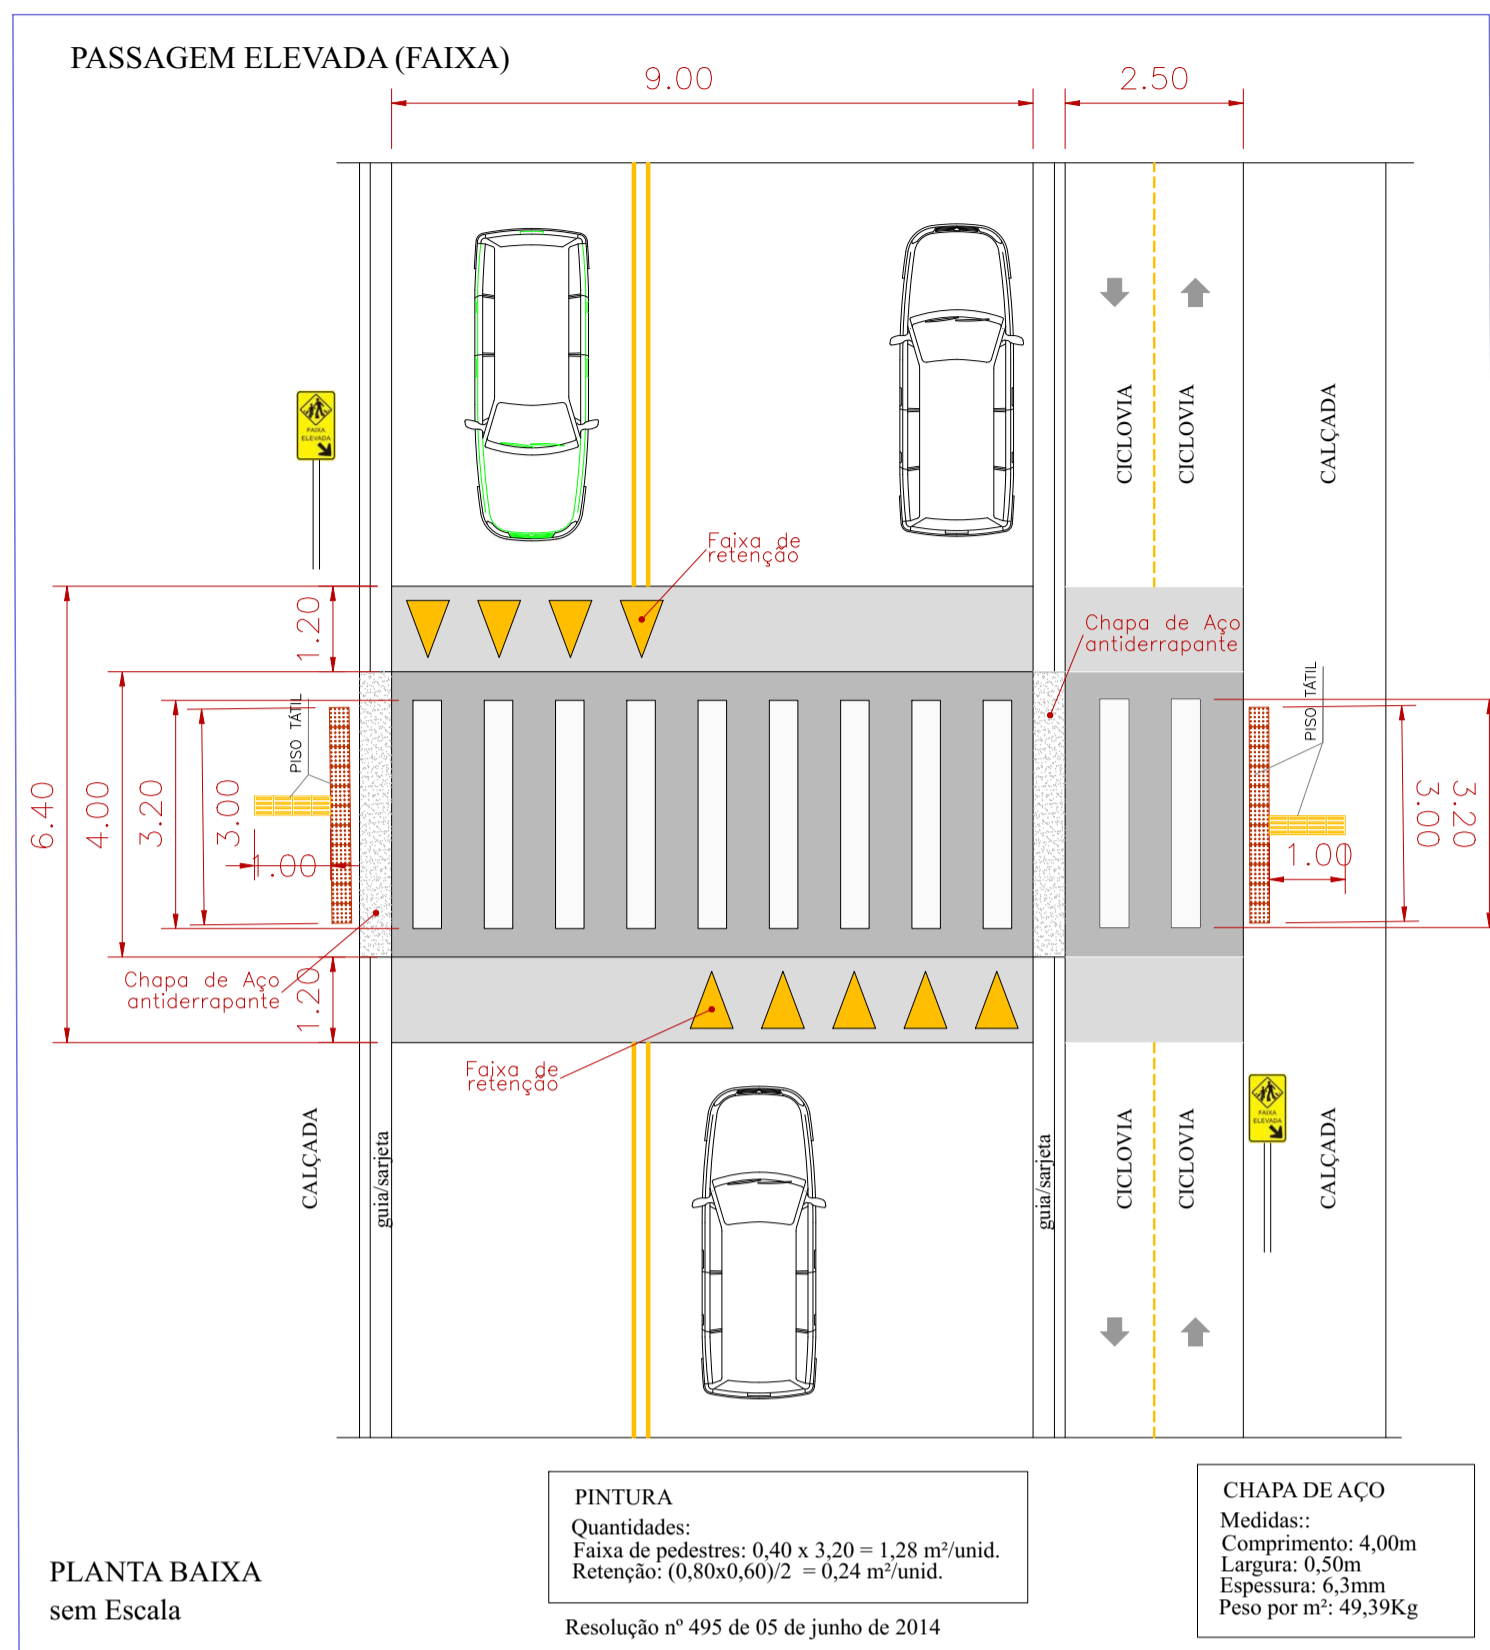 PASSAGEM ELEVADA (FAIXA)
9.00
2.50
FAIXA
ELEVADA
CICLOVIA
CICLOVIA
CALÇADA
Faixa de
retenção
1.20
Chapa de Aço
antiderrapante
PISO TÁTIL
PISO TÁTIL
6.40
4.00
3.20
3.00
1.00
1.00
3.00
3.20
Chapa de Aço
antiderrapante
1.20
Faixa de
retenção
CALÇADA
guia/sarjeta
guia/sarjeta
CICLOVIA
CICLOVIA
FAIXA
ELEVADA
CALÇADA
PINTURA
Quantidades:
Faixa de pedestres: 0,40 x 3,20 = 1,28 m²/unid.
Retenção: (0,80x0,60)/2 = 0,24 m²/unid.
CHAPA DE AÇO
Medidas::
Comprimento: 4,00m
Largura: 0,50m
Espessura: 6,3mm
Peso por m²: 49,39Kg
PLANTA BAIXA
sem Escala
Resolução nº 495 de 05 de junho de 2014